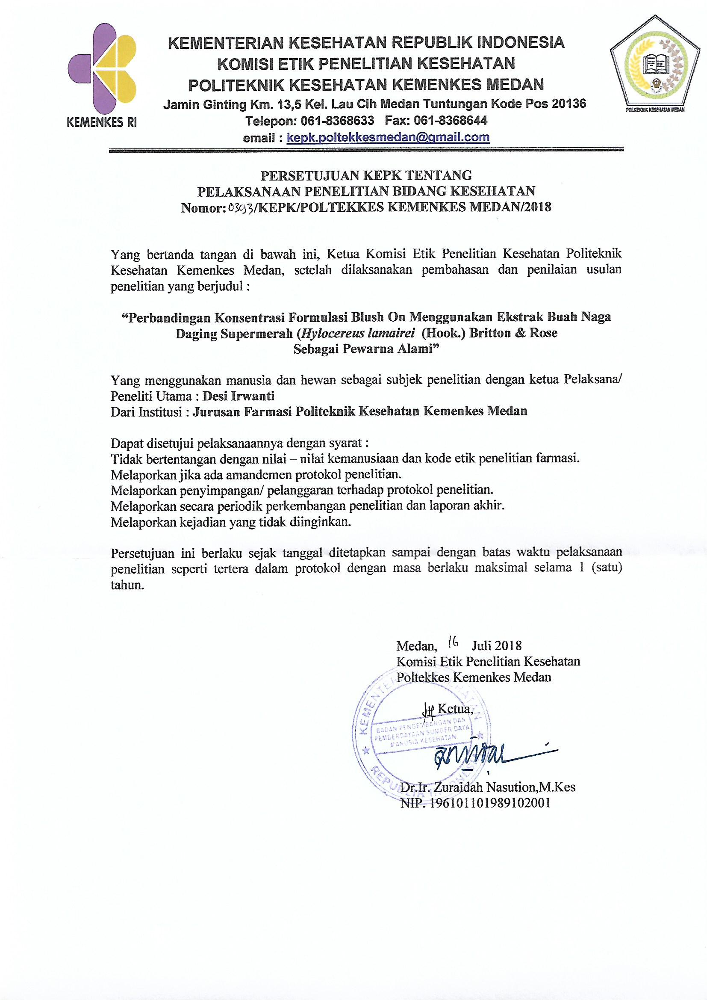 KEMENKES RI
KEMENTERIAN KESEHATAN REPUBLIK INDONESIA
KOMISI ETIK PENELITIAN KESEHATAN
POLITEKNIK KESEHATAN KEMENKES MEDAN
Jamin Ginting Km. 13,5 Kel. Lau Cih Medan Tuntungan Kode Pos 20136
Telepon: 061-8368633 Fax: 061-8368644
email : kepk.poltekkesmedan@gmail.com
POLITEKNIK KESEHATAN MEDAN
PERSETUJUAN KEPK TENTANG
PELAKSANAAN PENELITIAN BIDANG KESEHATAN
Nomor: 0393/KEPK/POLTEKKES KEMENKES MEDAN/2018
Yang bertanda tangan di bawah ini, Ketua Komisi Etik Penelitian Kesehatan Politeknik
Kesehatan Kemenkes Medan, setelah dilaksanakan pembahasan dan penilaian usulan
penelitian yang berjudul :
“Perbandingan Konsentrasi Formulasi Blush On Menggunakan Ekstrak Buah Naga
Daging Supermerah (Hylocereus lamairei (Hook.) Britton & Rose
Sebagai Pewarna Alami”
Yang menggunakan manusia dan hewan sebagai subjek penelitian dengan ketua Pelaksana/
Peneliti Utama : Desi Irwanti
Dari Institusi : Jurusan Farmasi Politeknik Kesehatan Kemenkes Medan
Dapat disetujui pelaksanaannya dengan syarat :
Tidak bertentangan dengan nilai – nilai kemanusiaan dan kode etik penelitian farmasi.
Melaporkan jika ada amandemen protokol penelitian.
Melaporkan penyimpangan/ pelanggaran terhadap protokol penelitian.
Melaporkan secara periodik perkembangan penelitian dan laporan akhir.
Melaporkan kejadian yang tidak diinginkan.
Persetujuan ini berlaku sejak tanggal ditetapkan sampai dengan batas waktu pelaksanaan
penelitian seperti tertera dalam protokol dengan masa berlaku maksimal selama 1 (satu)
tahun.
Medan, 16 Juli 2018
Komisi Etik Penelitian Kesehatan
Poltekkes Kemenkes Medan
Ketua,
KEMENTERIAN KESEHATAN
BADAN PENGEMBANGAN DAN
PEMBERDAYAAN SUMBER DAYA
MANUSIA KESEHATAN
REPUBLIK INDONESIA
Dr.Ir. Zuraidah Nasution,M.Kes
NIP. 196101101989102001